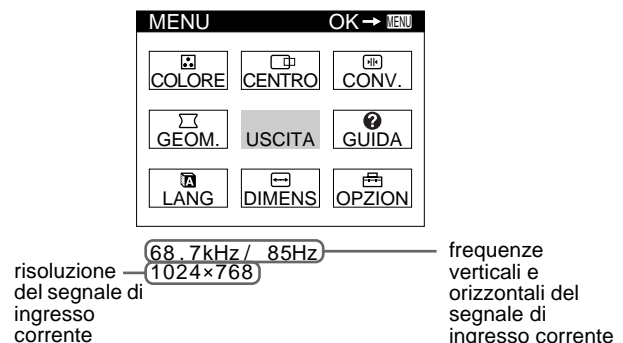 MENU OK→ MENU
COLORE CENTRO CONV.
GEOM. USCITA GUIDA
LANG DIMENS OPZION
68.7kHz/ 85Hz
1024×768
risoluzione
del segnale di
ingresso
corrente
frequenze
verticali e
orizzontali del
segnale di
ingresso corrente